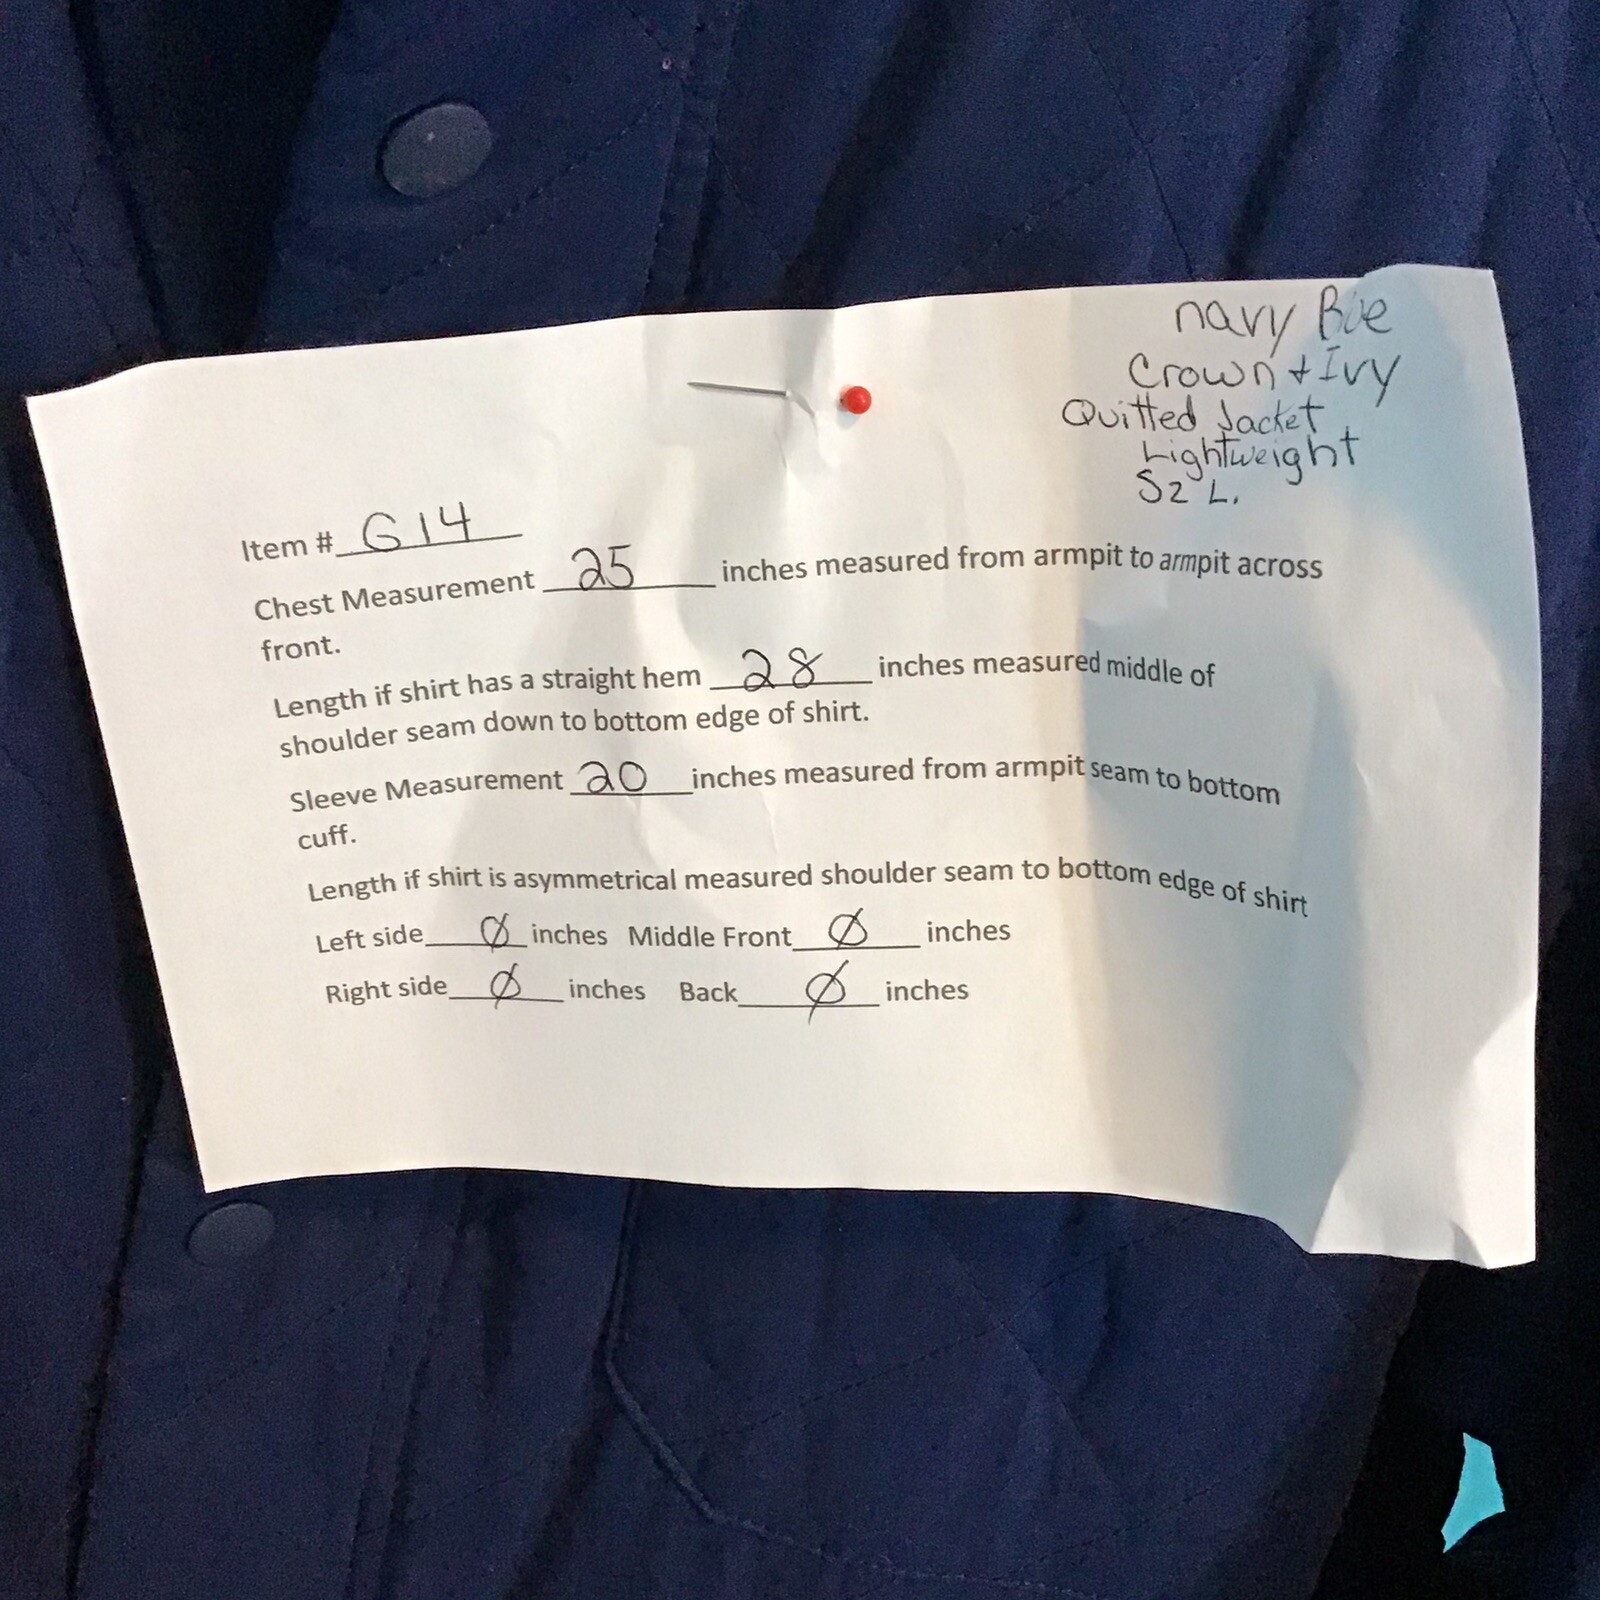 navy Bue
Crown + Ivy
Quitted Jacket
Lightweight
Sz L.
Item # G14
Chest Measurement 25 inches measured from armpit to armpit across
front.
Length if shirt has a straight hem 28 inches measured middle of
shoulder seam down to bottom edge of shirt.
Sleeve Measurement 20 inches measured from armpit seam to bottom
cuff.
Length if shirt is asymmetrical measured shoulder seam to bottom edge of shirt
Left side Ø inches Middle Front Ø inches
Right side Ø inches Back Ø inches